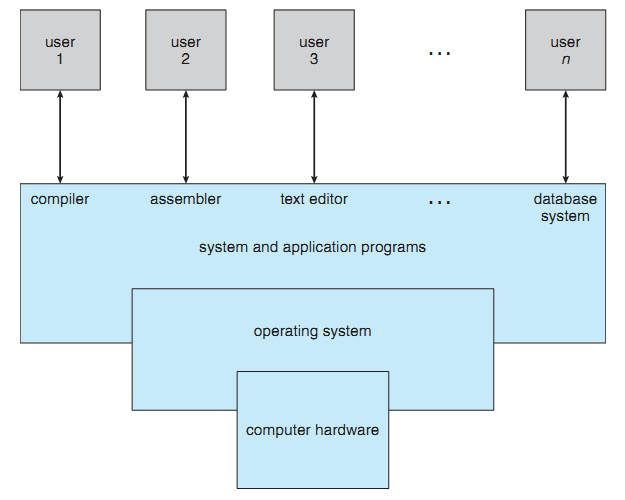 user
1
user
2
user
3
...
user
n
compiler
assembler
text editor
...
database
system
system and application programs
operating system
computer hardware